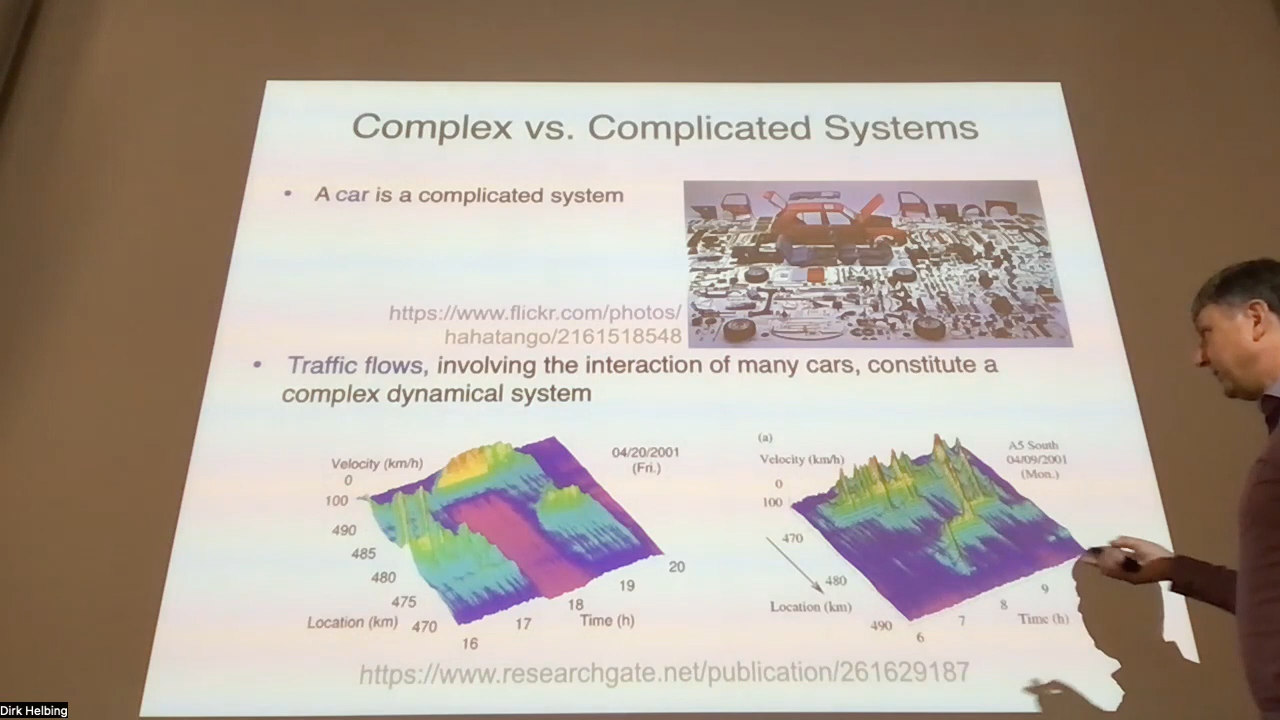 Complex vs. Complicated Systems
• A car is a complicated system
https://www.flickr.com/photos/
hahatango/2161518548
• Traffic flows, involving the interaction of many cars, constitute a
complex dynamical system
Velocity (km/h)
0
100
490
485
480
475
470
Location (km)
16
17
18
19
20
Time (h)
04/20/2001
(Fri.)
(a)
Velocity (km/h)
0
100
470
480
490
Location (km)
6
7
8
9
Time (h)
A5 South
04/09/2001
(Mon.)
https://www.researchgate.net/publication/261629187
Dirk Helbing